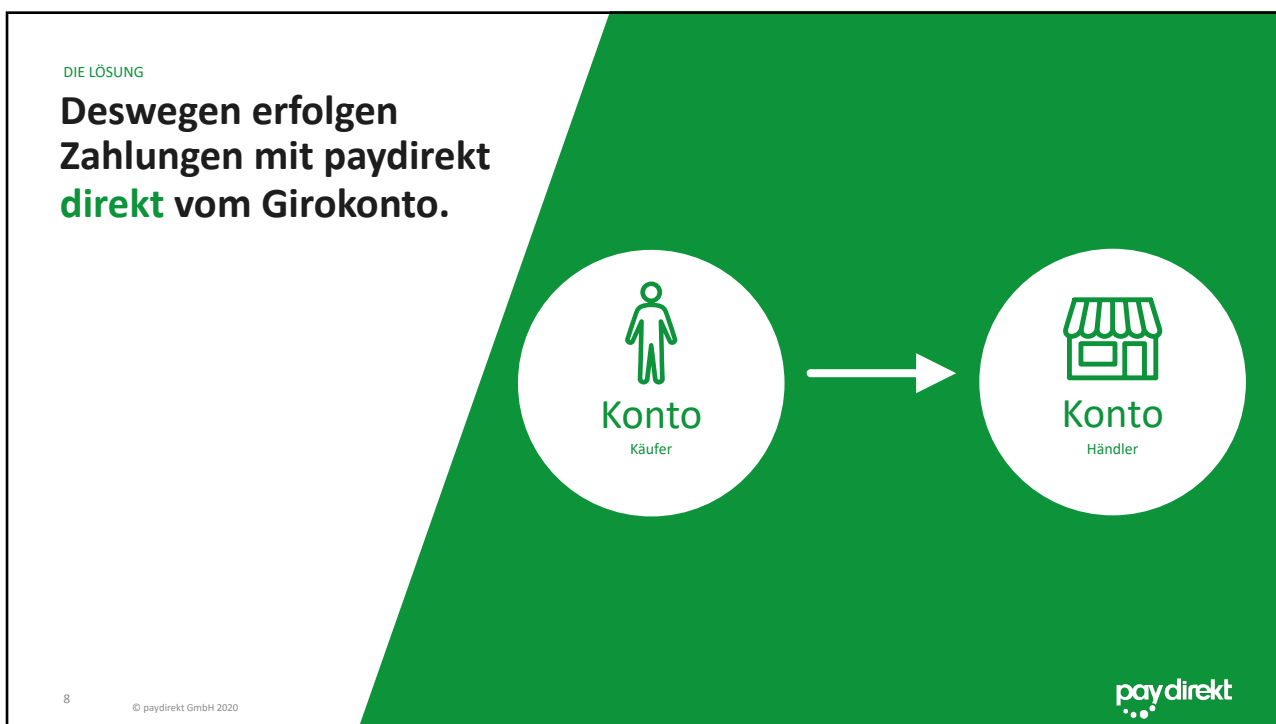 DIE LÖSUNG
Deswegen erfolgen
Zahlungen mit paydirekt
direkt vom Girokonto.
Konto
Käufer
Konto
Händler
8
© paydirekt GmbH 2020
paydirekt